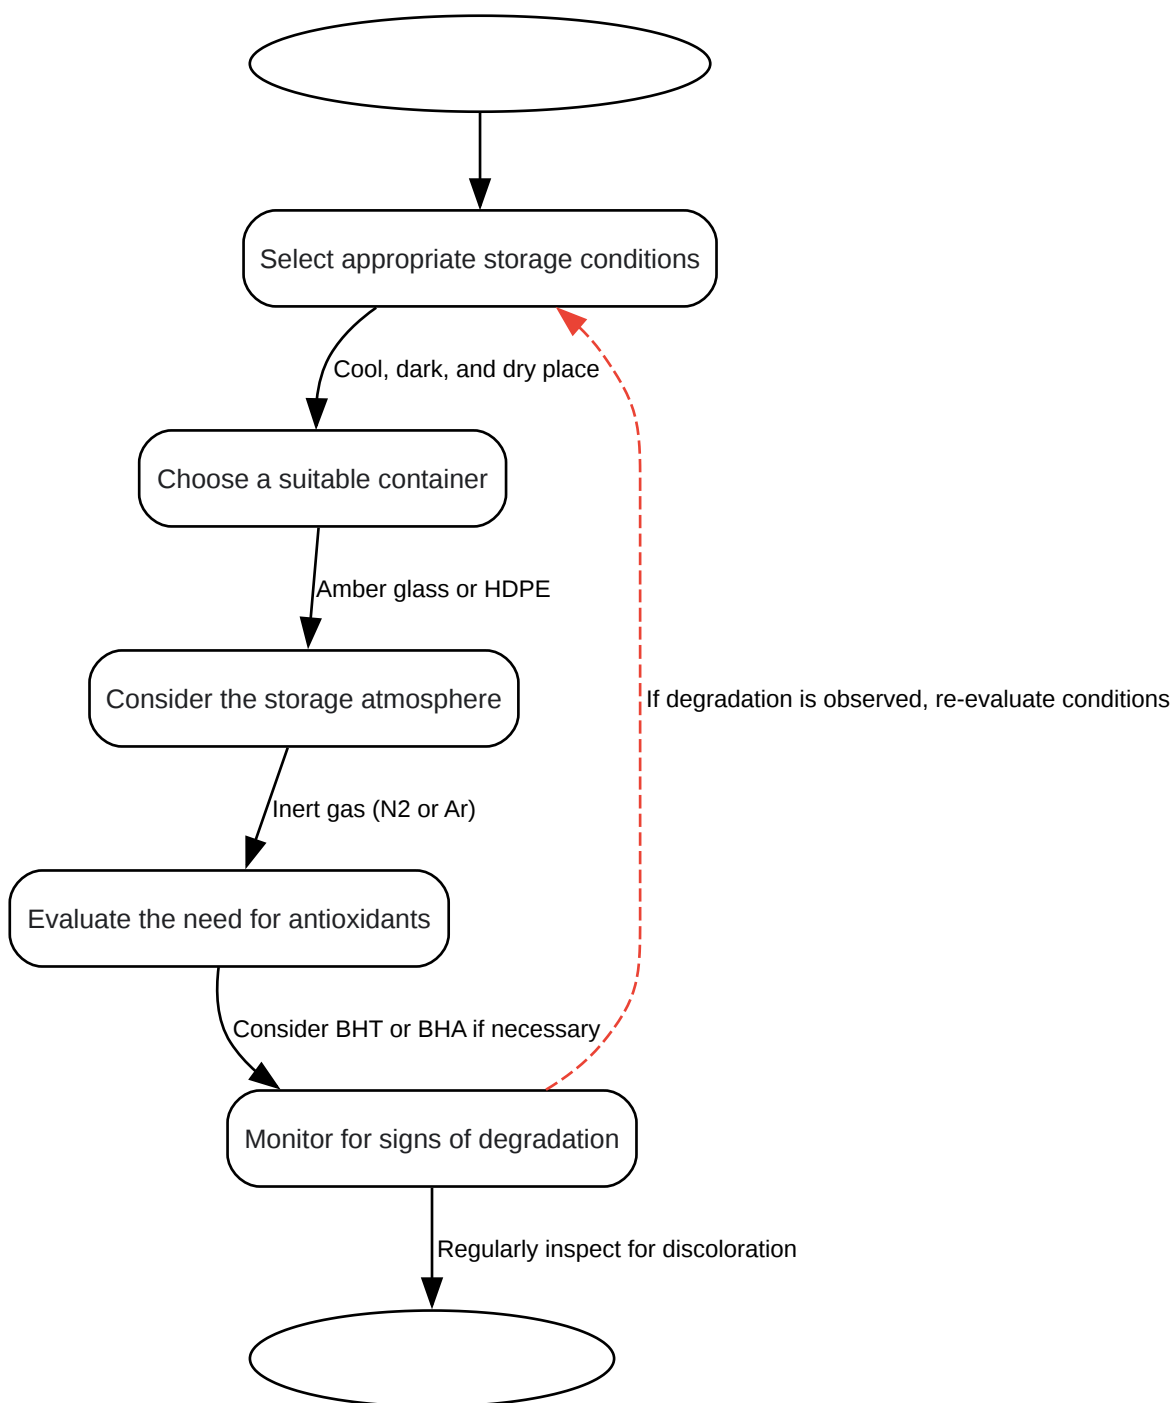 Select appropriate storage conditions
Cool, dark, and dry place
Choose a suitable container
Amber glass or HDPE
Consider the storage atmosphere
If degradation is observed, re-evaluate conditions
Inert gas (N2 or Ar)
Evaluate the need for antioxidants
Consider BHT or BHA if necessary
Monitor for signs of degradation
Regularly inspect for discoloration